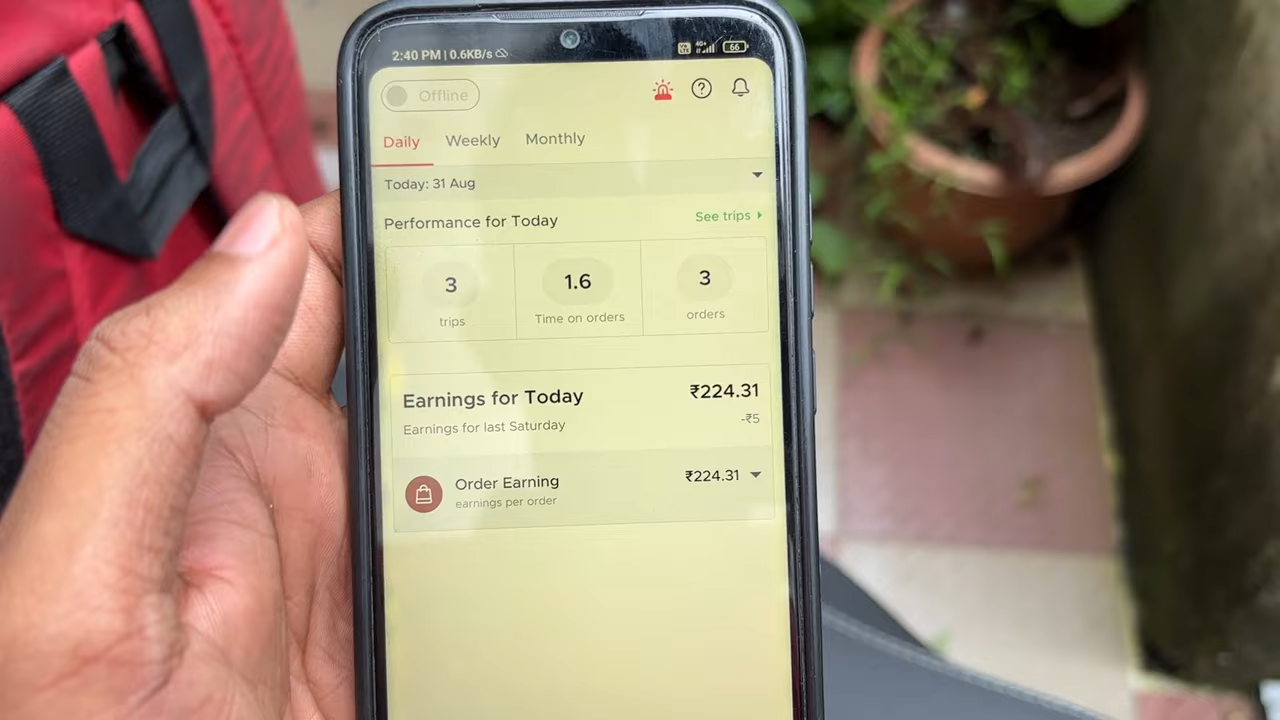 2:40 PM | 0.6KB/s
4G+
66
Offline
Daily Weekly Monthly
Today: 31 Aug
Performance for Today See trips
3 1.6 3
trips Time on orders orders
Earnings for Today ₹224.31
Earnings for last Saturday -₹5
Order Earning ₹224.31
earnings per order